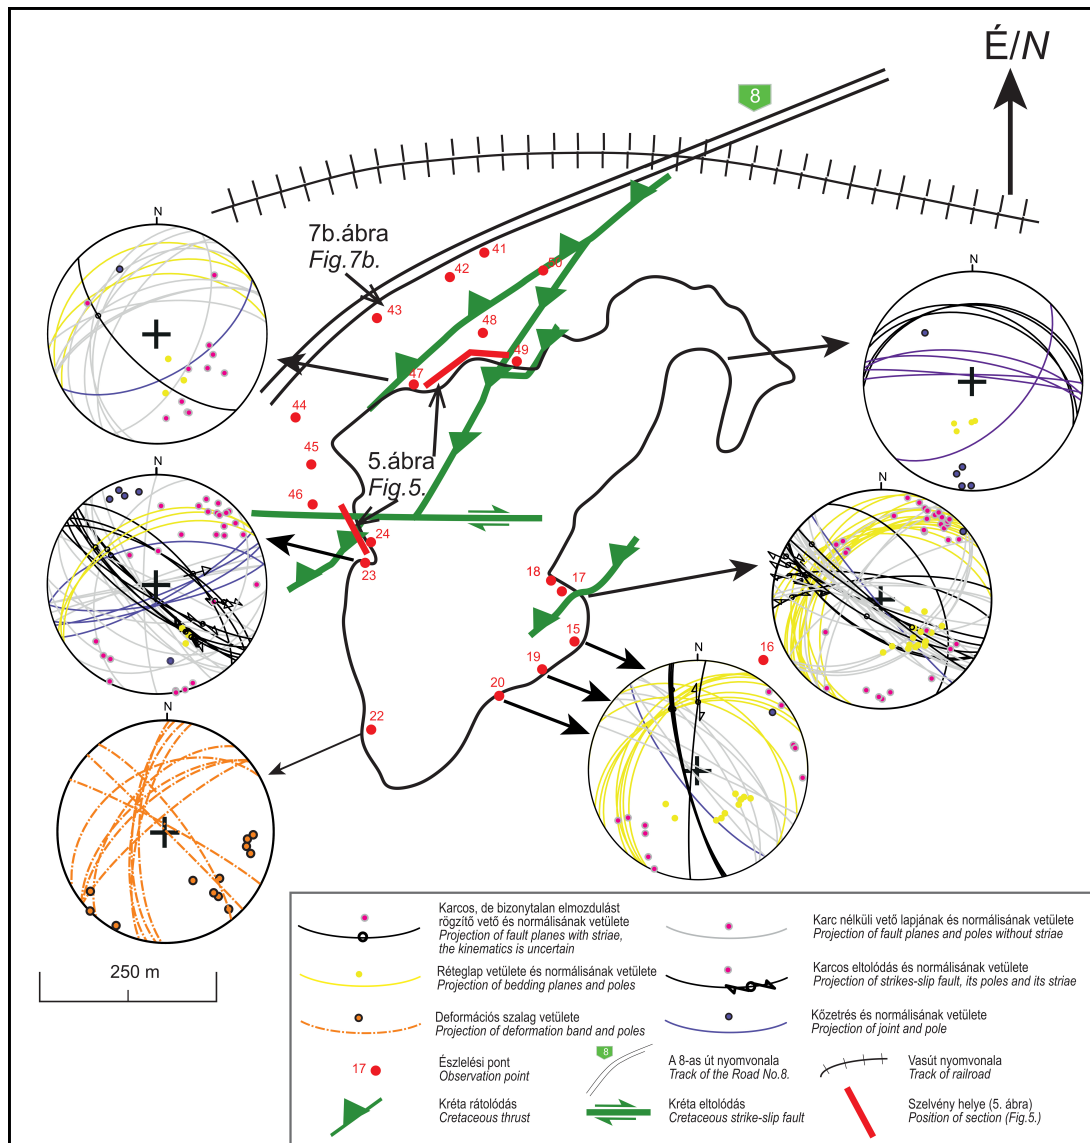 É/N
8
7b.ábra
Fig.7b.
41
42
50
43
48
49
47
44
45
46
5.ábra
Fig.5.
24
23
18
17
15
16
19
20
22
N
N
N
N
N
N
250 m
Karcos, de bizonytalan elmozdulást
rögzítő vető és normálisának vetülete
Projection of fault planes with striae,
the kinematics is uncertain
Karc nélküli vető lapjának és normálisának vetülete
Projection of fault planes and poles without striae
Réteglap vetülete és normálisának vetülete
Projection of bedding planes and poles
Karcos eltolódás és normálisának vetülete
Projection of strikes-slip fault, its poles and its striae
Deformációs szalag vetülete
Projection of deformation band and poles
Kőzetrés és normálisának vetülete
Projection of joint and pole
17
Észlelési pont
Observation point
8
A 8-as út nyomvonala
Track of the Road No.8.
Vasút nyomvonala
Track of railroad
Kréta rátolódás
Cretaceous thrust
Kréta eltolódás
Cretaceous strike-slip fault
Szelvény helye (5. ábra)
Position of section (Fig.5.)